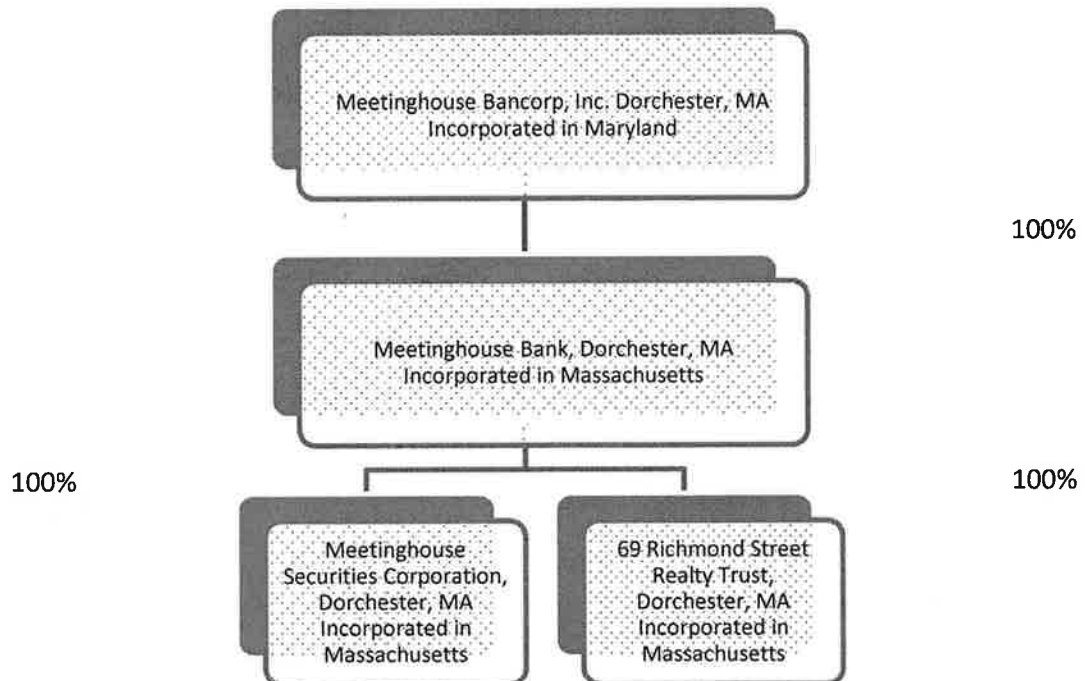 Meetinghouse Bancorp, Inc. Dorchester, MA
Incorporated in Maryland
100%
Meetinghouse Bank, Dorchester, MA
Incorporated in Massachusetts
100%
100%
Meetinghouse
Securities Corporation,
Dorchester, MA
Incorporated in
Massachusetts
69 Richmond Street
Realty Trust,
Dorchester, MA
Incorporated in
Massachusetts